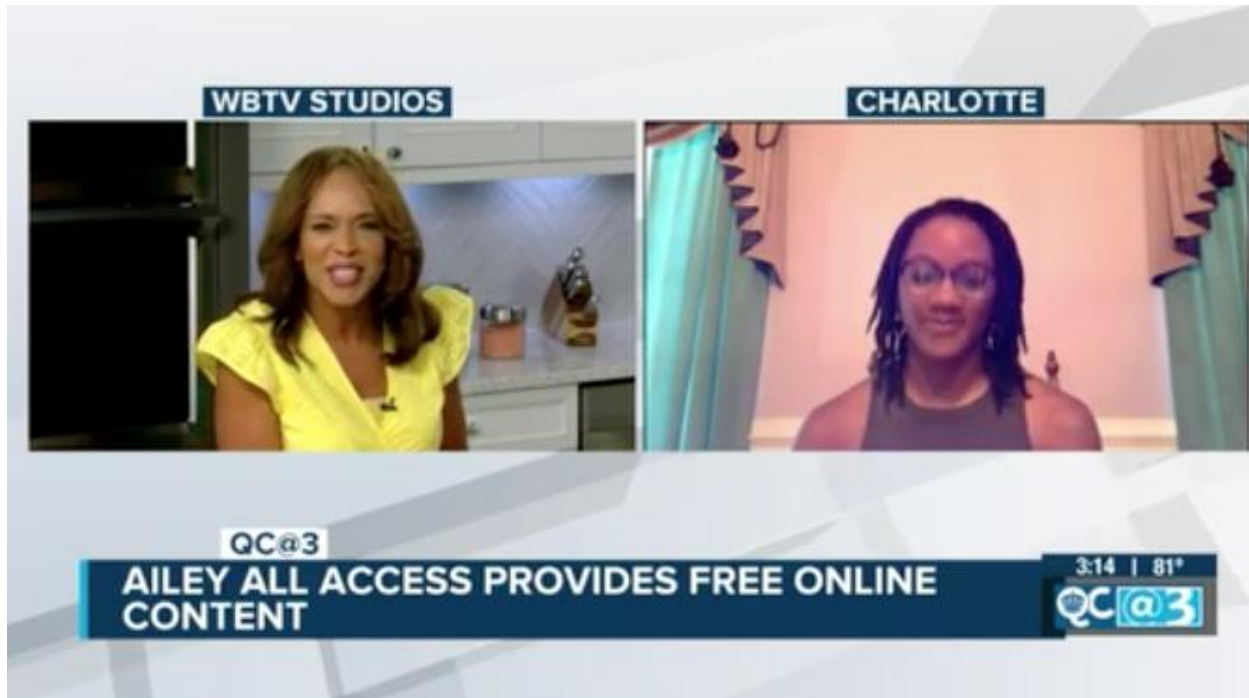 WBTV STUDIOS
CHARLOTTE
QC@3
AILEY ALL ACCESS PROVIDES FREE ONLINE
CONTENT
3:14 | 81°
QC@3